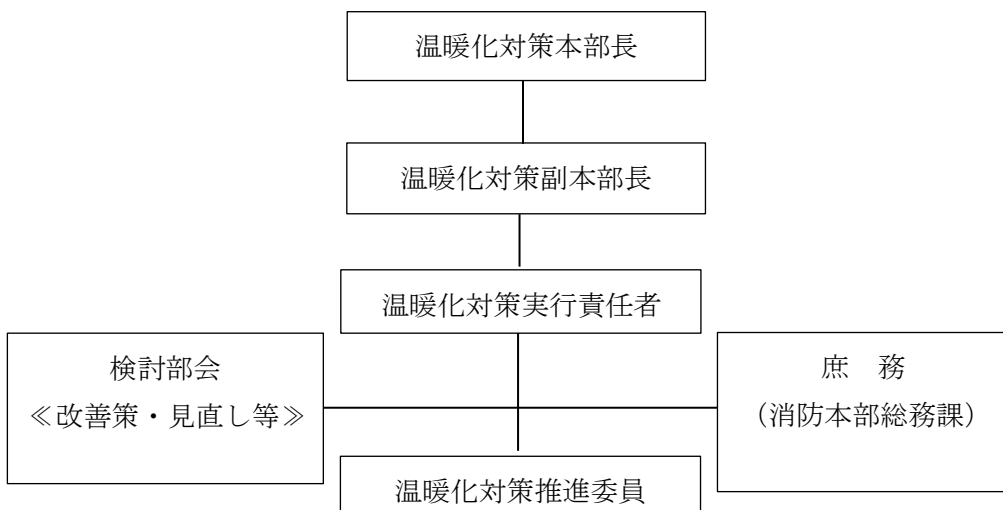 温暖化対策本部長
温暖化対策副本部長
温暖化対策実行責任者
検討部会
≪改善策・見直し等≫
庶　務
（消防本部総務課）
温暖化対策推進委員